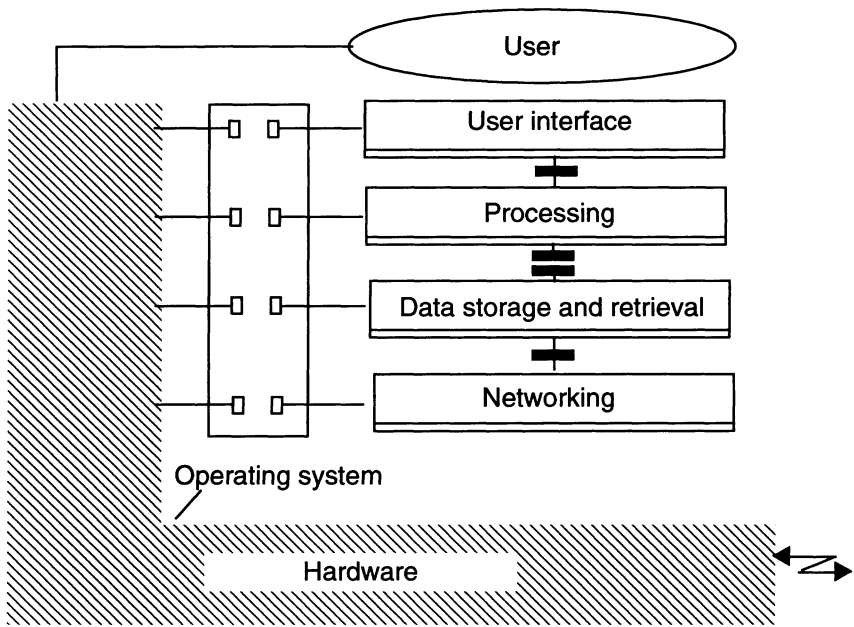 User
User interface
Processing
Data storage and retrieval
Networking
Operating system
Hardware